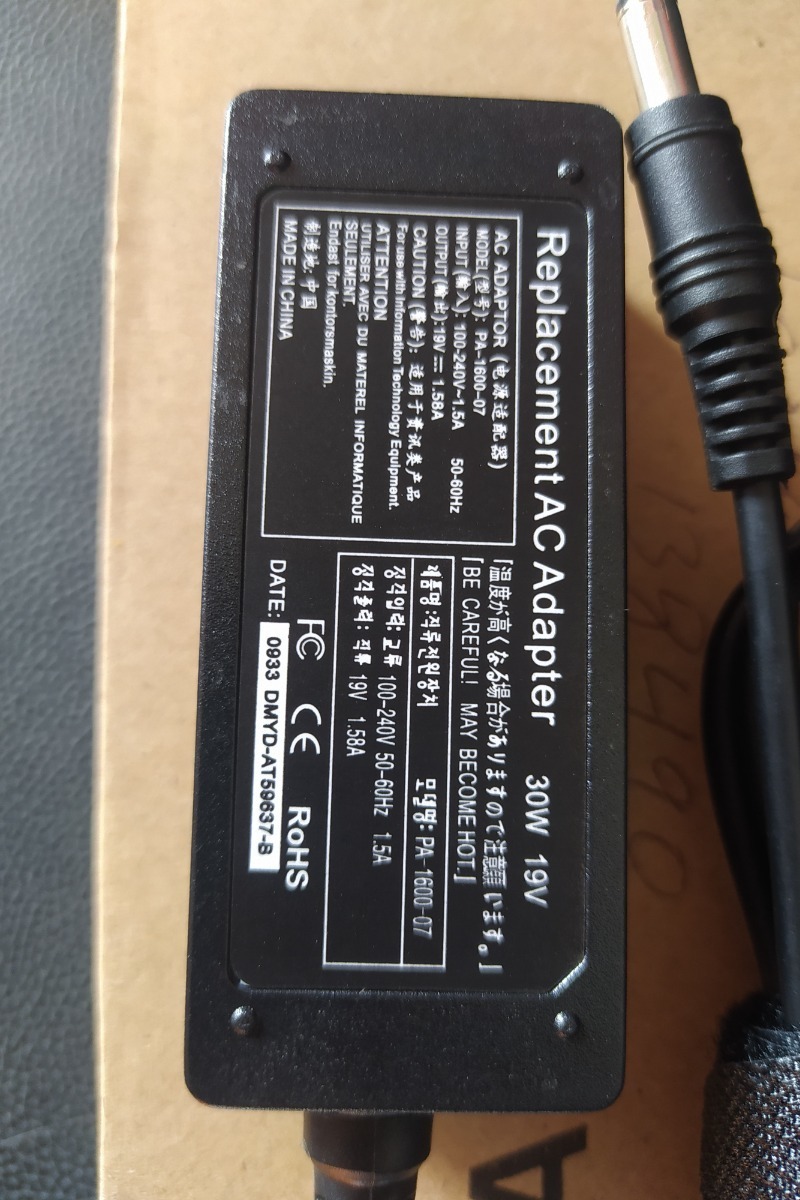 Replacement AC Adapter 30W 19V
AC ADAPTOR (电源适配器)
MODEL(型号): PA-1600-07
INPUT(输入): 100-240V~1.5A 50-60Hz
OUTPUT(输出):19V⎓1.58A
CAUTION (警告): 适用于资讯类产品
For use with Information Technology Equipment.
ATTENTION
UTILISER AVEC DU MATEREL INFORMATIQUE
SEULEMENT.
Endast for kontorsmaskin.
制造地: 中国
MADE IN CHINA
「温度が高くなる場合がありますので注意願います。」
「BE CAREFUL! MAY BECOME HOT.」
제품명:직류전원장치 모델명: PA-1600-07
정격입력: 교류 100-240V 50-60Hz 1.5A
정격출력: 직류 19V 1.58A
FC CE RoHS
DATE: 0933 DMYD-AT59637-B
138490
A